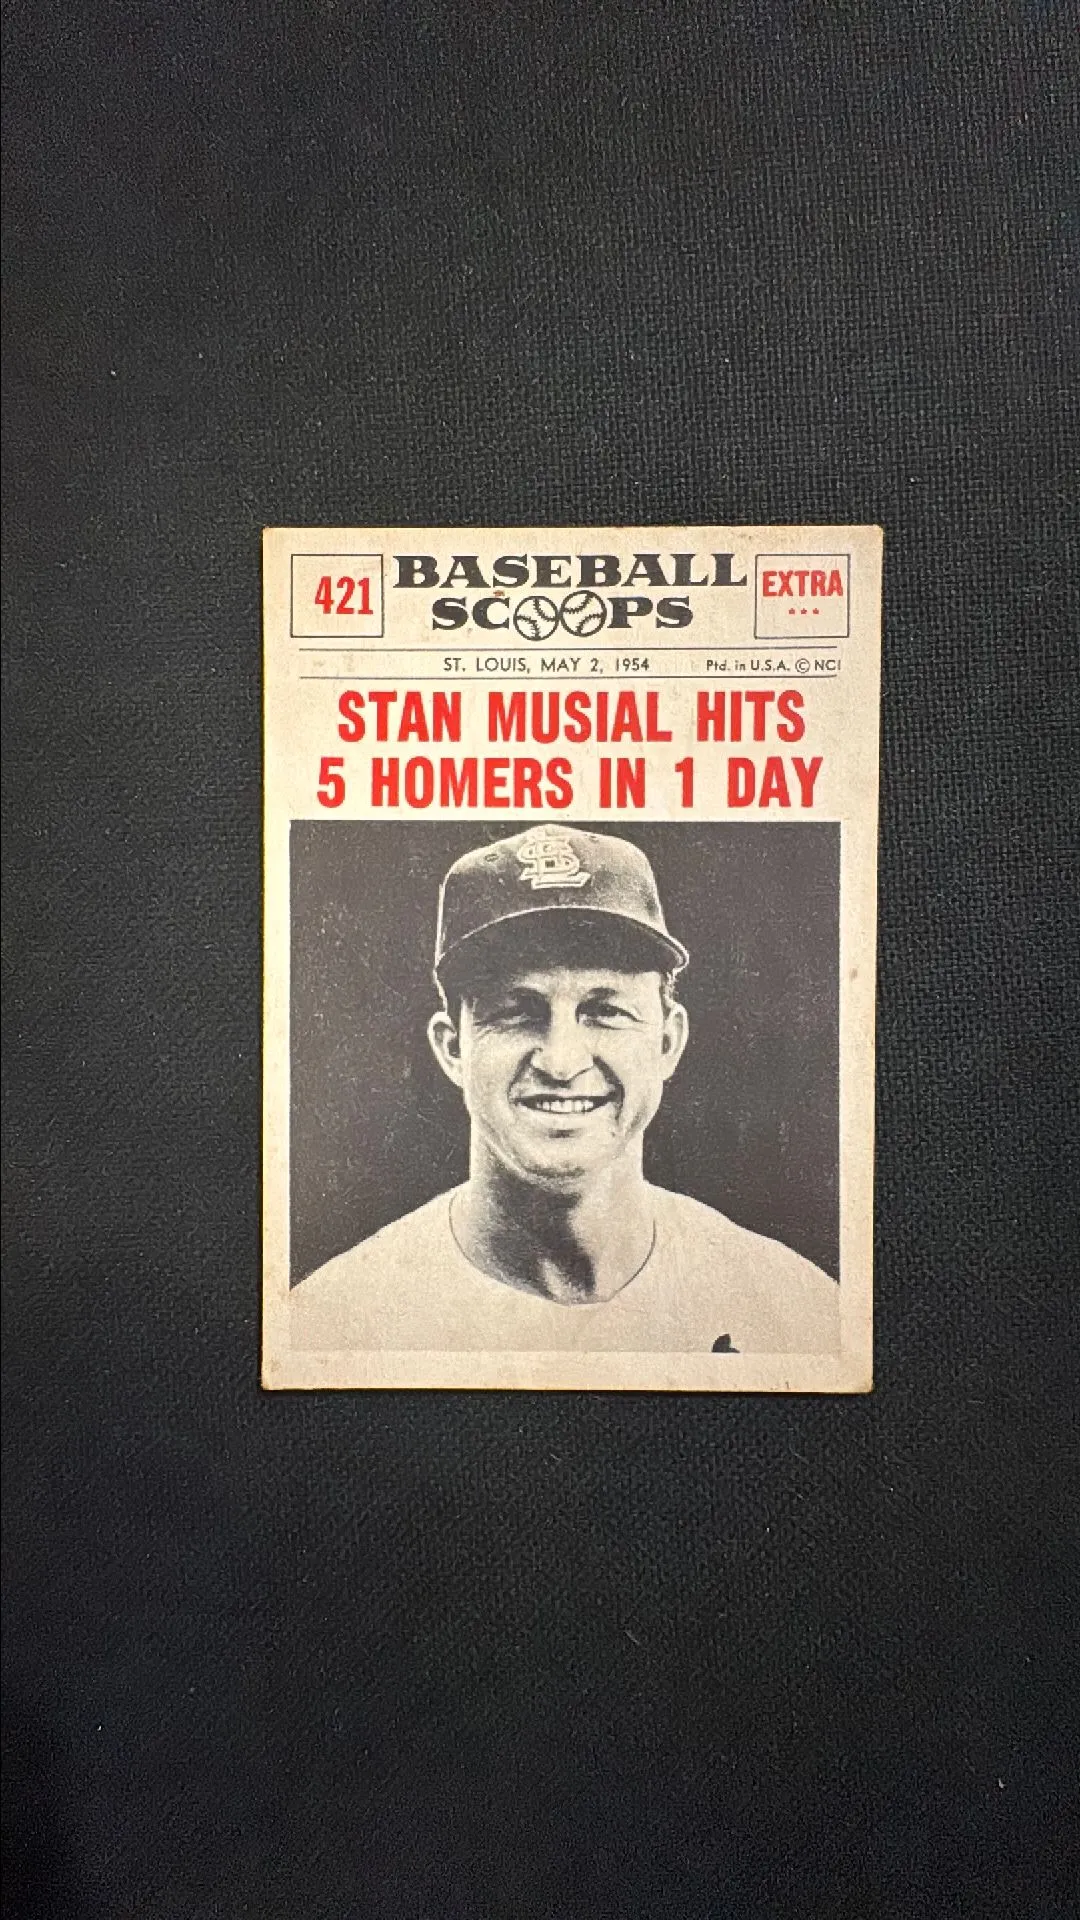 421
BASEBALL
SCOOPS
EXTRA
ST. LOUIS, MAY 2, 1954
Ptd. in U.S.A. © NCI
STAN MUSIAL HITS
5 HOMERS IN 1 DAY
STL